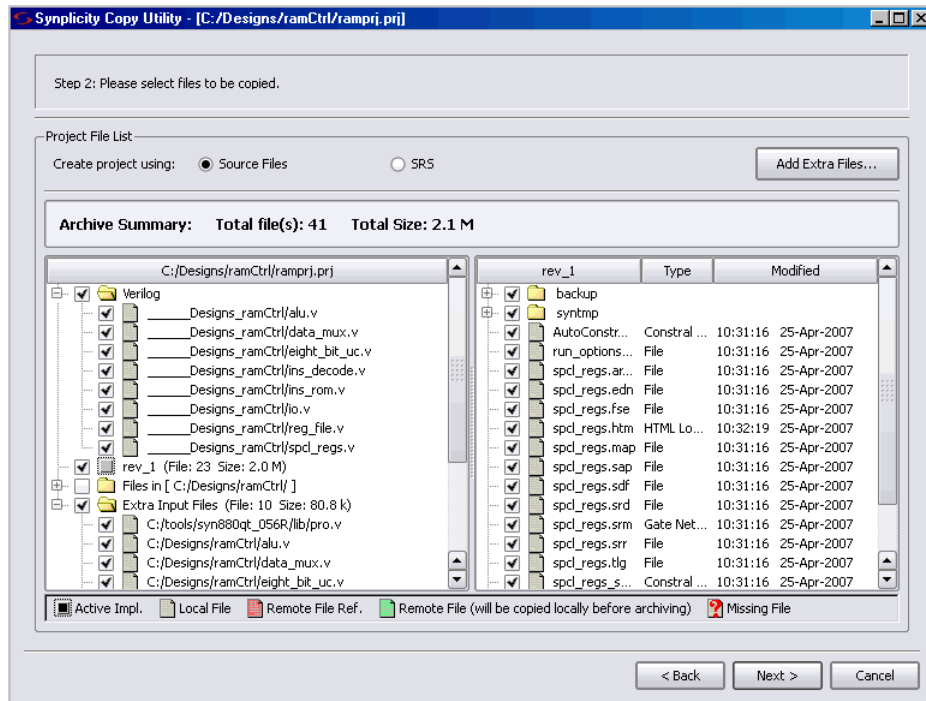 Synplicity Copy Utility - [C:/Designs/ramCtrl/ramprj.prj]
Step 2: Please select files to be copied.
Project File List
Create project using: Source Files SRS Add Extra Files...
Archive Summary: Total file(s): 41 Total Size: 2.1 M
C:/Designs/ramCtrl/ramprj.prj
Verilog
______Designs_ramCtrl/alu.v
______Designs_ramCtrl/data_mux.v
______Designs_ramCtrl/eight_bit_uc.v
______Designs_ramCtrl/ins_decode.v
______Designs_ramCtrl/ins_rom.v
______Designs_ramCtrl/io.v
______Designs_ramCtrl/reg_file.v
______Designs_ramCtrl/spcl_regs.v
rev_1 (File: 23 Size: 2.0 M)
Files in [ C:/Designs/ramCtrl/ ]
Extra Input Files (File: 10 Size: 80.8 k)
C:/tools/syn880qt_056R/lib/pro.v
C:/Designs/ramCtrl/alu.v
C:/Designs/ramCtrl/data_mux.v
C:/Designs/ramCtrl/eight_bit_uc.v
rev_1 Type Modified
backup
syntmp
AutoConstr... Constral ... 10:31:16 25-Apr-2007
run_options... File 10:31:16 25-Apr-2007
spcl_regs.ar... File 10:31:16 25-Apr-2007
spcl_regs.edn File 10:31:16 25-Apr-2007
spcl_regs.fse File 10:31:16 25-Apr-2007
spcl_regs.htm HTML Lo... 10:32:19 25-Apr-2007
spcl_regs.map File 10:31:16 25-Apr-2007
spcl_regs.sap File 10:31:16 25-Apr-2007
spcl_regs.sdf File 10:31:16 25-Apr-2007
spcl_regs.srd File 10:31:16 25-Apr-2007
spcl_regs.srm Gate Net... 10:31:16 25-Apr-2007
spcl_regs.srr File 10:31:16 25-Apr-2007
spcl_regs.tlg File 10:31:16 25-Apr-2007
spcl_regs_s... Constral ... 10:31:16 25-Apr-2007
Active Impl. Local File Remote File Ref. Remote File (will be copied locally before archiving) Missing File
< Back Next > Cancel